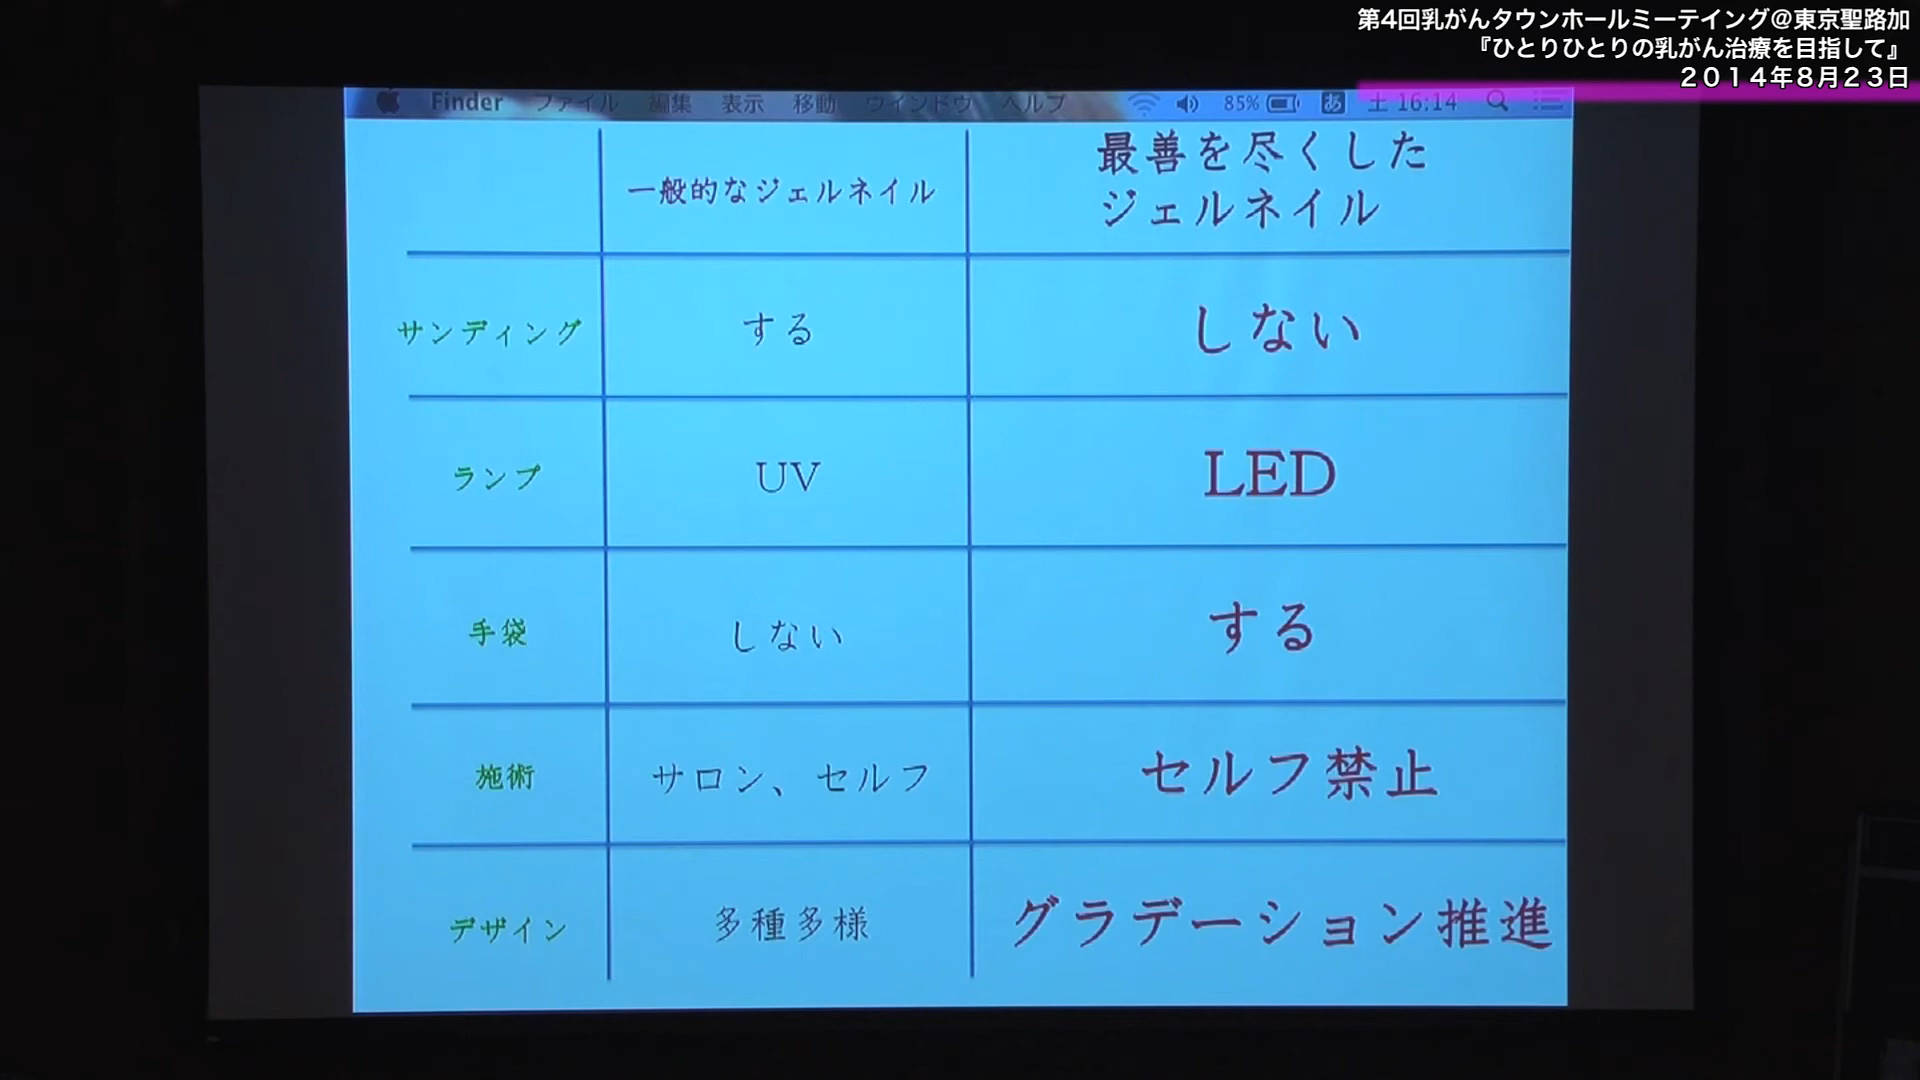 第4回乳がんタウンホールミーテイング@東京聖路加
『ひとりひとりの乳がん治療を目指して』
２０１４年８月２３日
Finder ファイル 編集 表示 移動 ウインドウ ヘルプ 85% あ 土 16:14
一般的なジェルネイル
最善を尽くした
ジェルネイル
サンディング する しない
ランプ UV LED
手袋 しない する
施術 サロン、セルフ セルフ禁止
デザイン 多種多様 グラデーション推進